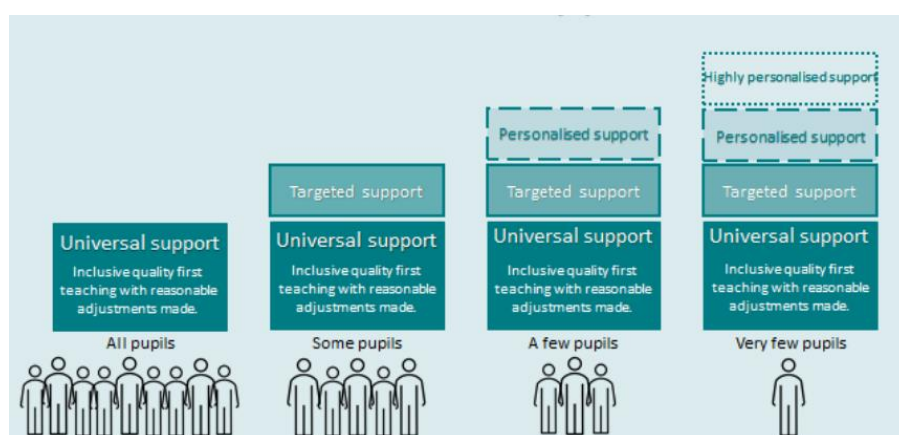 Highly personalised support
Personalised support
Personalised support
Targeted support
Targeted support
Targeted support
Universal support
Inclusive quality first
teaching with reasonable
adjustments made.
All pupils
Universal support
Inclusive quality first
teaching with reasonable
adjustments made.
Some pupils
Universal support
Inclusive quality first
teaching with reasonable
adjustments made.
A few pupils
Universal support
Inclusive quality first
teaching with reasonable
adjustments made.
Very few pupils